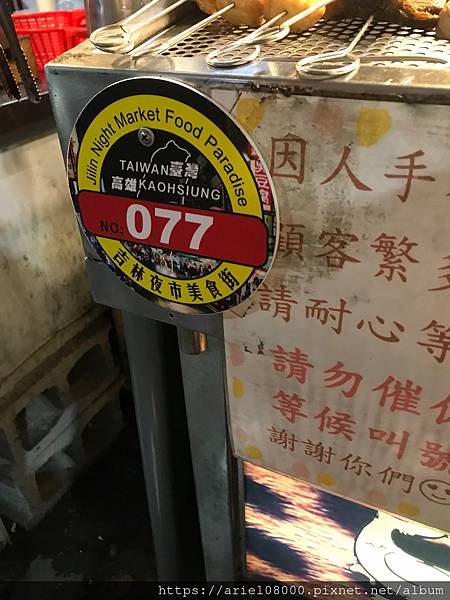 Jilin Night Market Food Paradise
TAIWAN臺灣
高雄KAOHSIUNG
NO: 077
吉林夜市美食街
因人手
顧客繁多
請耐心等
請勿催促
等候叫號
謝謝你們
https://ariel08000.pixnet.net/album